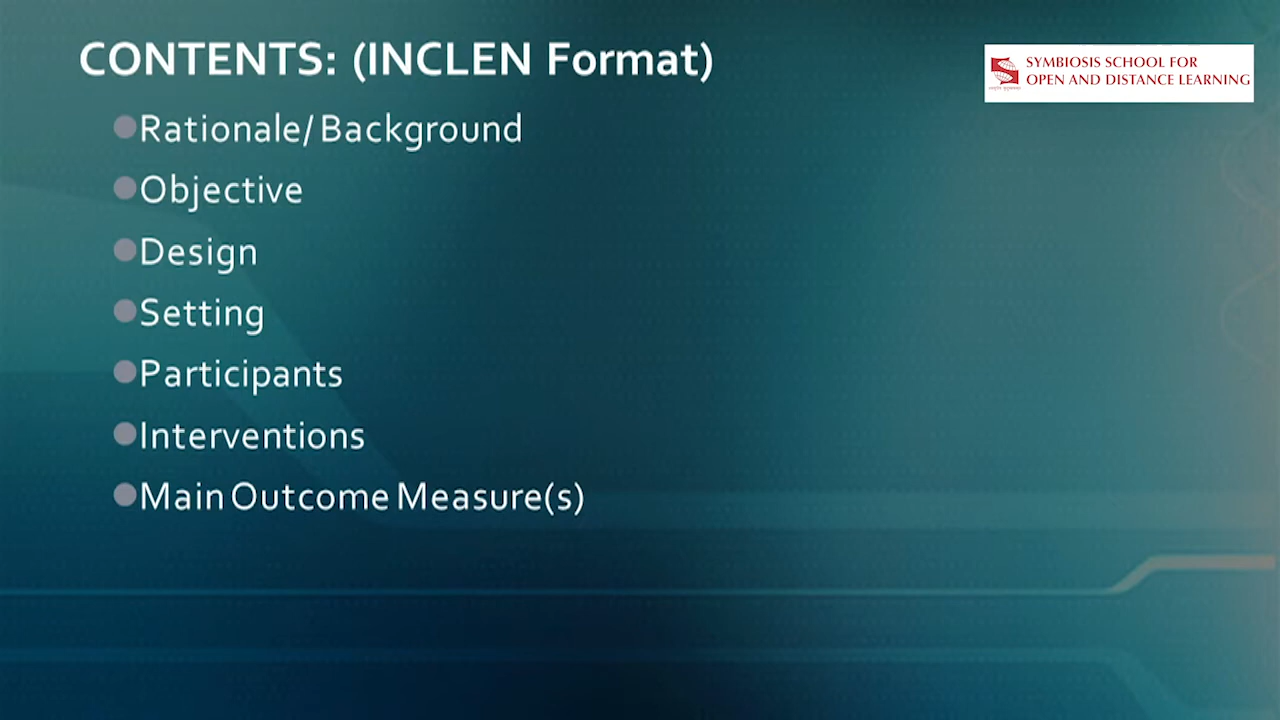 CONTENTS: (INCLEN Format)
SYMBIOSIS SCHOOL FOR
OPEN AND DISTANCE LEARNING
Rationale/ Background
Objective
Design
Setting
Participants
Interventions
Main Outcome Measure(s)